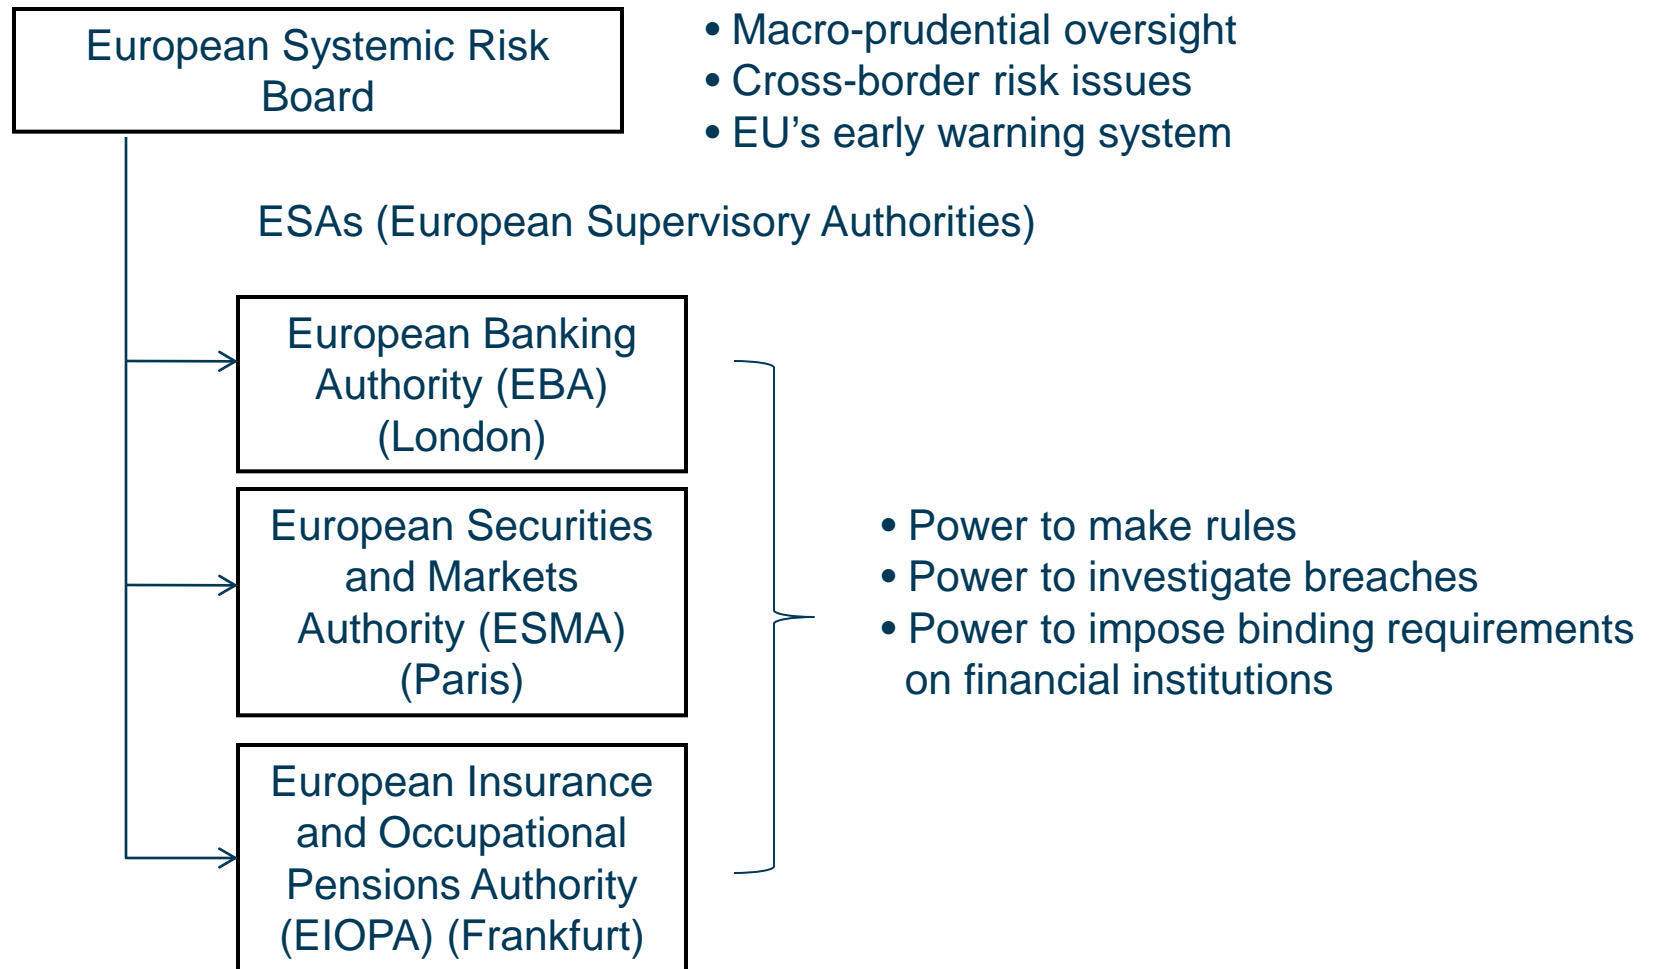 European Systemic Risk
Board
• Macro-prudential oversight
• Cross-border risk issues
• EU's early warning system
ESAs (European Supervisory Authorities)
European Banking
Authority (EBA)
(London)
European Securities
and Markets
Authority (ESMA)
(Paris)
European Insurance
and Occupational
Pensions Authority
(EIOPA) (Frankfurt)
• Power to make rules
• Power to investigate breaches
• Power to impose binding requirements
on financial institutions